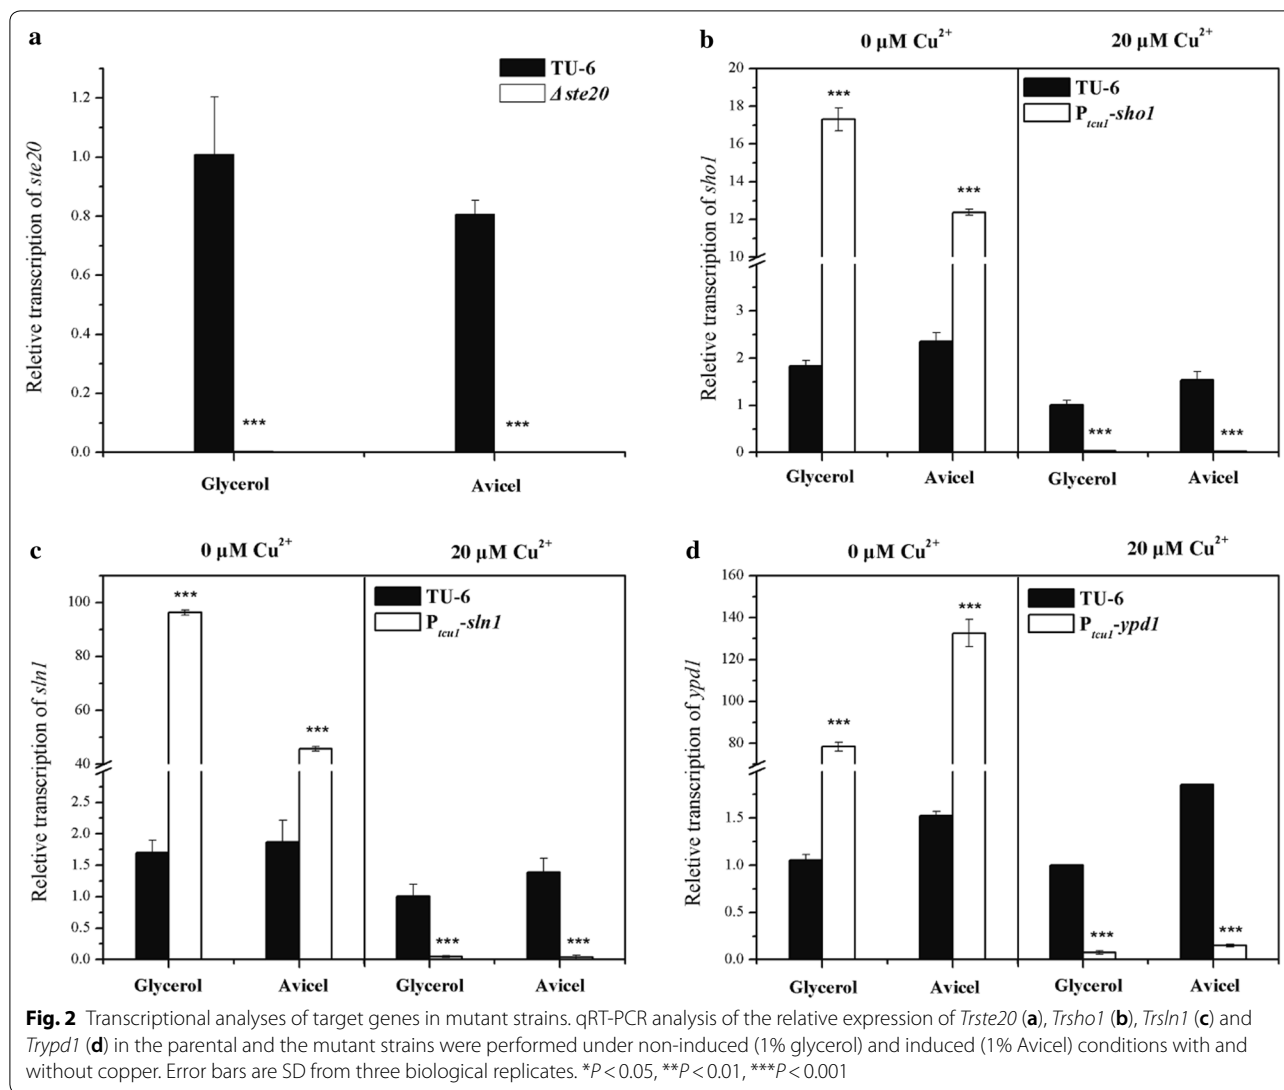 a
TU-6
Δste20
Reletive transcription of ste20
1.2
1.0
0.8
0.6
0.4
0.2
0.0
***
***
Glycerol
Avicel
b
0 μM Cu²⁺
20 μM Cu²⁺
TU-6
Ptcu1-sho1
Reletive transcription of sho1
20
18
16
14
12
10
3
2
1
0
***
***
***
***
Glycerol
Avicel
Glycerol
Avicel
c
0 μM Cu²⁺
20 μM Cu²⁺
TU-6
Ptcu1-sln1
Reletive transcription of sln1
100
80
60
40
2.5
2.0
1.5
1.0
0.5
0.0
***
***
***
***
Glycerol
Avicel
Glycerol
Avicel
d
0 μM Cu²⁺
20 μM Cu²⁺
TU-6
Ptcu1-ypd1
Reletive transcription of ypd1
160
140
120
100
80
1.5
1.0
0.5
0.0
***
***
***
***
Glycerol
Avicel
Glycerol
Avicel
Fig. 2 Transcriptional analyses of target genes in mutant strains. qRT-PCR analysis of the relative expression of Trste20 (a), Trsho1 (b), Trsln1 (c) and
Trypd1 (d) in the parental and the mutant strains were performed under non-induced (1% glycerol) and induced (1% Avicel) conditions with and
without copper. Error bars are SD from three biological replicates. *P < 0.05, **P < 0.01, ***P < 0.001